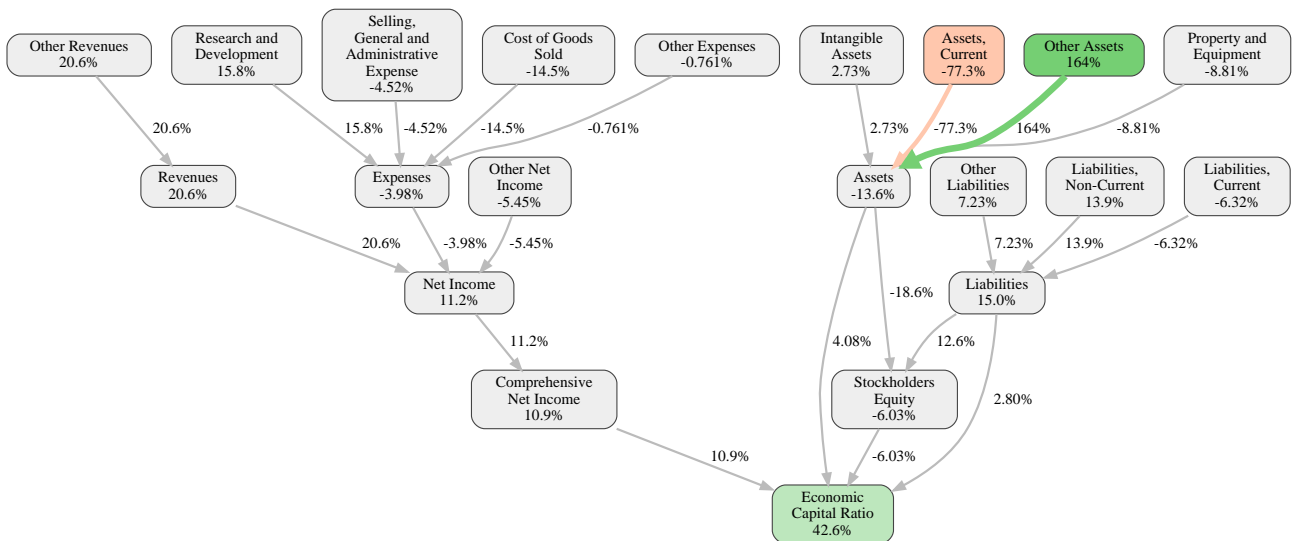 Other Revenues
20.6%
Research and
Development
15.8%
Selling,
General and
Administrative
Expense
-4.52%
Cost of Goods
Sold
-14.5%
Other Expenses
-0.761%
Intangible
Assets
2.73%
Assets,
Current
-77.3%
Other Assets
164%
Property and
Equipment
-8.81%
20.6%
15.8%
-4.52%
-14.5%
-0.761%
2.73%
-77.3%
164%
-8.81%
Revenues
20.6%
Expenses
-3.98%
Other Net
Income
-5.45%
Assets
-13.6%
Other
Liabilities
7.23%
Liabilities,
Non-Current
13.9%
Liabilities,
Current
-6.32%
20.6%
-3.98%
-5.45%
7.23%
13.9%
-6.32%
Net Income
11.2%
-18.6%
Liabilities
15.0%
11.2%
4.08%
12.6%
Comprehensive
Net Income
10.9%
Stockholders
Equity
-6.03%
2.80%
10.9%
-6.03%
Economic
Capital Ratio
42.6%